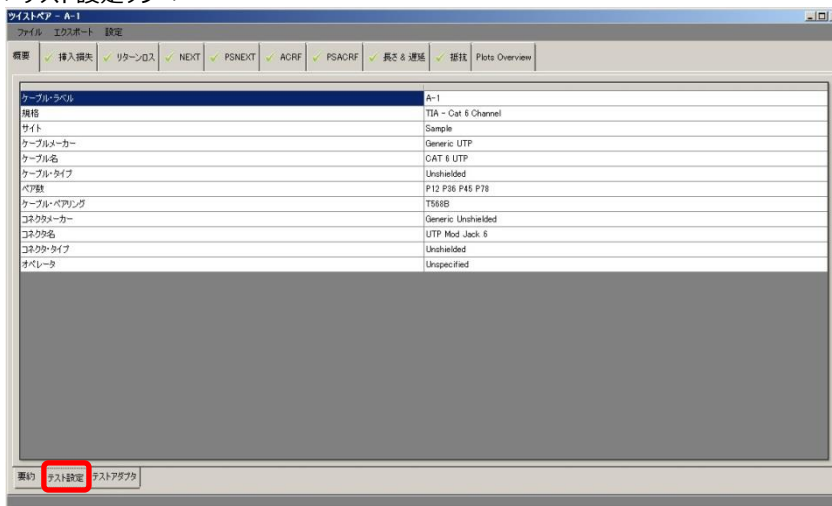 ツイストペア - A-1
ファイル エクスポート 設定
概要 挿入損失 リターンロス NEXT PSNEXT ACRF PSACRF 長さ & 遅延 抵抗 Plots Overview
ケーブル・ラベル A-1
規格 TIA - Cat 6 Channel
サイト Sample
ケーブルメーカー Generic UTP
ケーブル名 CAT 6 UTP
ケーブル・タイプ Unshielded
ペア数 P12 P36 P45 P78
ケーブル・ペアリング T568B
コネクタメーカー Generic Unshielded
コネクタ名 UTP Mod Jack 6
コネクタ・タイプ Unshielded
オペレータ Unspecified
要約 テスト設定 テストアダプタ